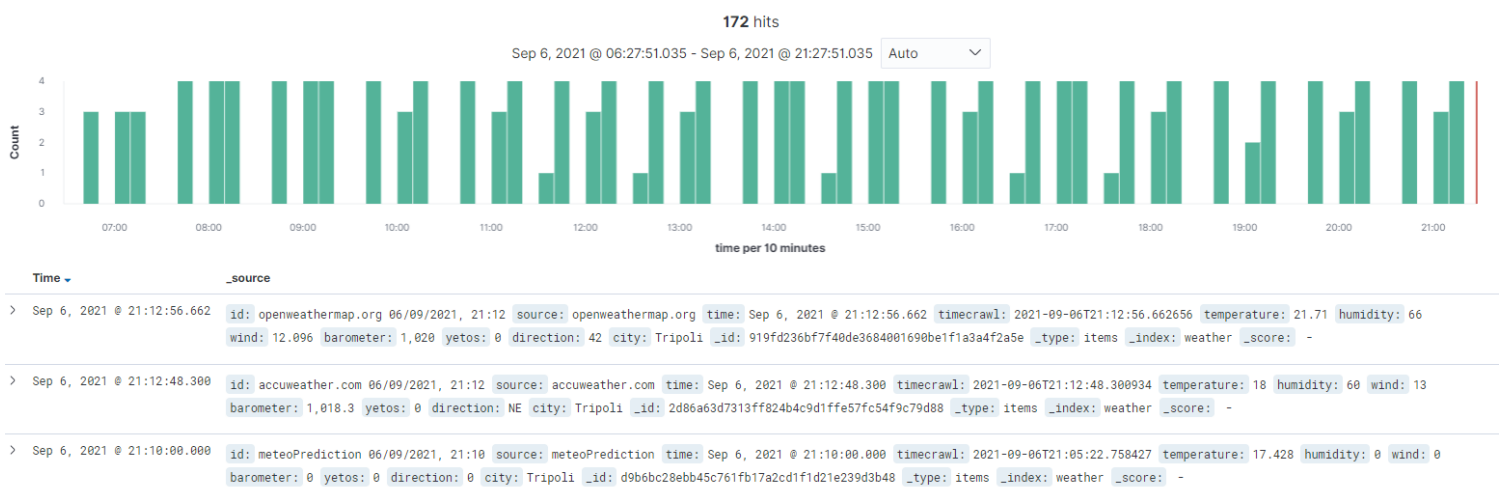 172 hits
Sep 6, 2021 @ 06:27:51.035 - Sep 6, 2021 @ 21:27:51.035 Auto
4
3
2
1
0
Count
07:00 08:00 09:00 10:00 11:00 12:00 13:00 14:00 15:00 16:00 17:00 18:00 19:00 20:00 21:00
time per 10 minutes
Time _source
Sep 6, 2021 @ 21:12:56.662 id: openweathermap.org 06/09/2021, 21:12 source: openweathermap.org time: Sep 6, 2021 @ 21:12:56.662 timecrawl: 2021-09-06T21:12:56.662656 temperature: 21.71 humidity: 66
wind: 12.096 barometer: 1,020 yetos: 0 direction: 42 city: Tripoli _id: 919fd236bf7f40de3684001690be1f1a3a4f2a5e _type: items _index: weather _score: -
Sep 6, 2021 @ 21:12:48.300 id: accuweather.com 06/09/2021, 21:12 source: accuweather.com time: Sep 6, 2021 @ 21:12:48.300 timecrawl: 2021-09-06T21:12:48.300934 temperature: 18 humidity: 60 wind: 13
barometer: 1,018.3 yetos: 0 direction: NE city: Tripoli _id: 2d86a63d7313ff824b4c9d1ffe57fc54f9c79d88 _type: items _index: weather _score: -
Sep 6, 2021 @ 21:10:00.000 id: meteoPrediction 06/09/2021, 21:10 source: meteoPrediction time: Sep 6, 2021 @ 21:10:00.000 timecrawl: 2021-09-06T21:05:22.758427 temperature: 17.428 humidity: 0 wind: 0
barometer: 0 yetos: 0 direction: 0 city: Tripoli _id: d9b6bc28ebb45c761fb17a2cd1f1d21e239d3b48 _type: items _index: weather _score: -